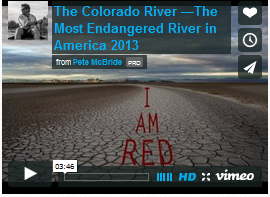 The Colorado River —The
Most Endangered River in
America 2013
from Pete McBride PRO
I
AM
RED
03:46
HD vimeo